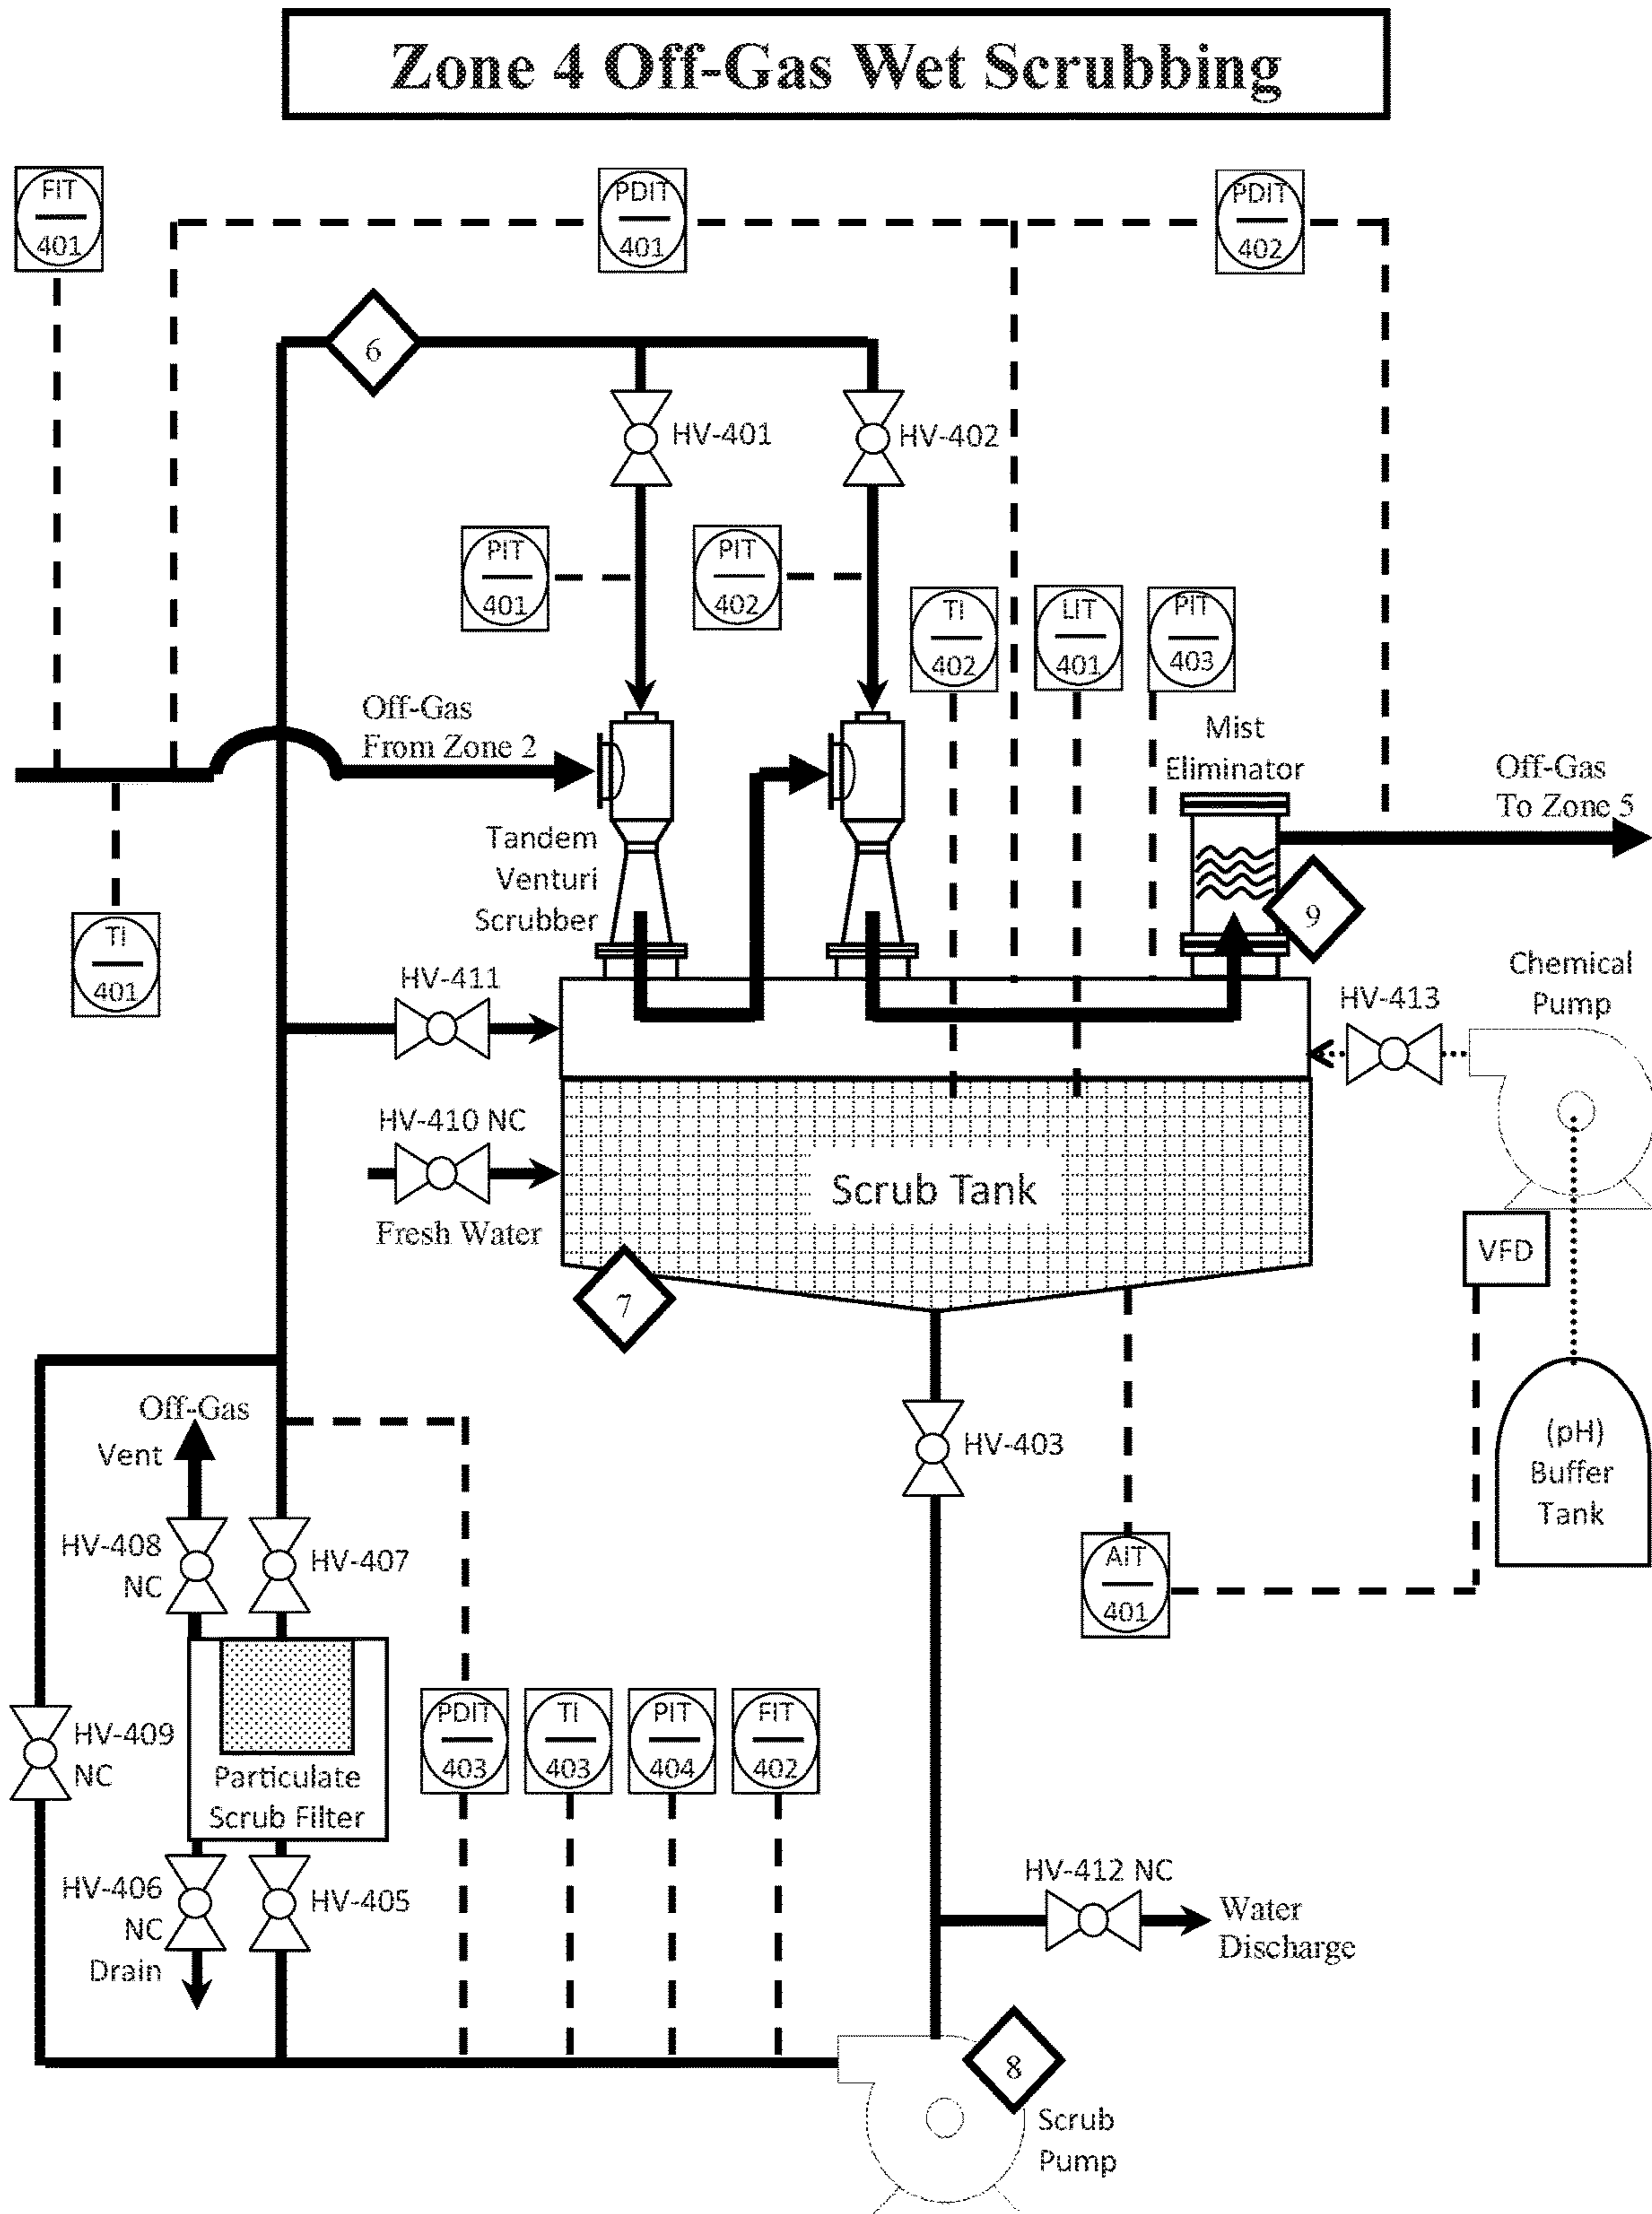 Zone 4 Off-Gas Wet Scrubbing
FIT
401
PDIT
401
PDIT
402
6
HV-401
HV-402
PIT
401
PIT
402
TI
402
LIT
401
PIT
403
Off-Gas
From Zone 2
Mist
Eliminator
Off-Gas
To Zone 5
Tandem
Venturi
Scrubber
9
TI
401
HV-411
HV-413
Chemical
Pump
HV-410 NC
Fresh Water
Scrub Tank
VFD
7
Off-Gas
Vent
HV-403
(pH)
Buffer
Tank
HV-408
NC
HV-407
AIT
401
HV-409
NC
Particulate
Scrub Filter
PDIT
403
TI
403
PIT
404
FIT
402
HV-406
NC
Drain
HV-405
HV-412 NC
Water
Discharge
8
Scrub
Pump